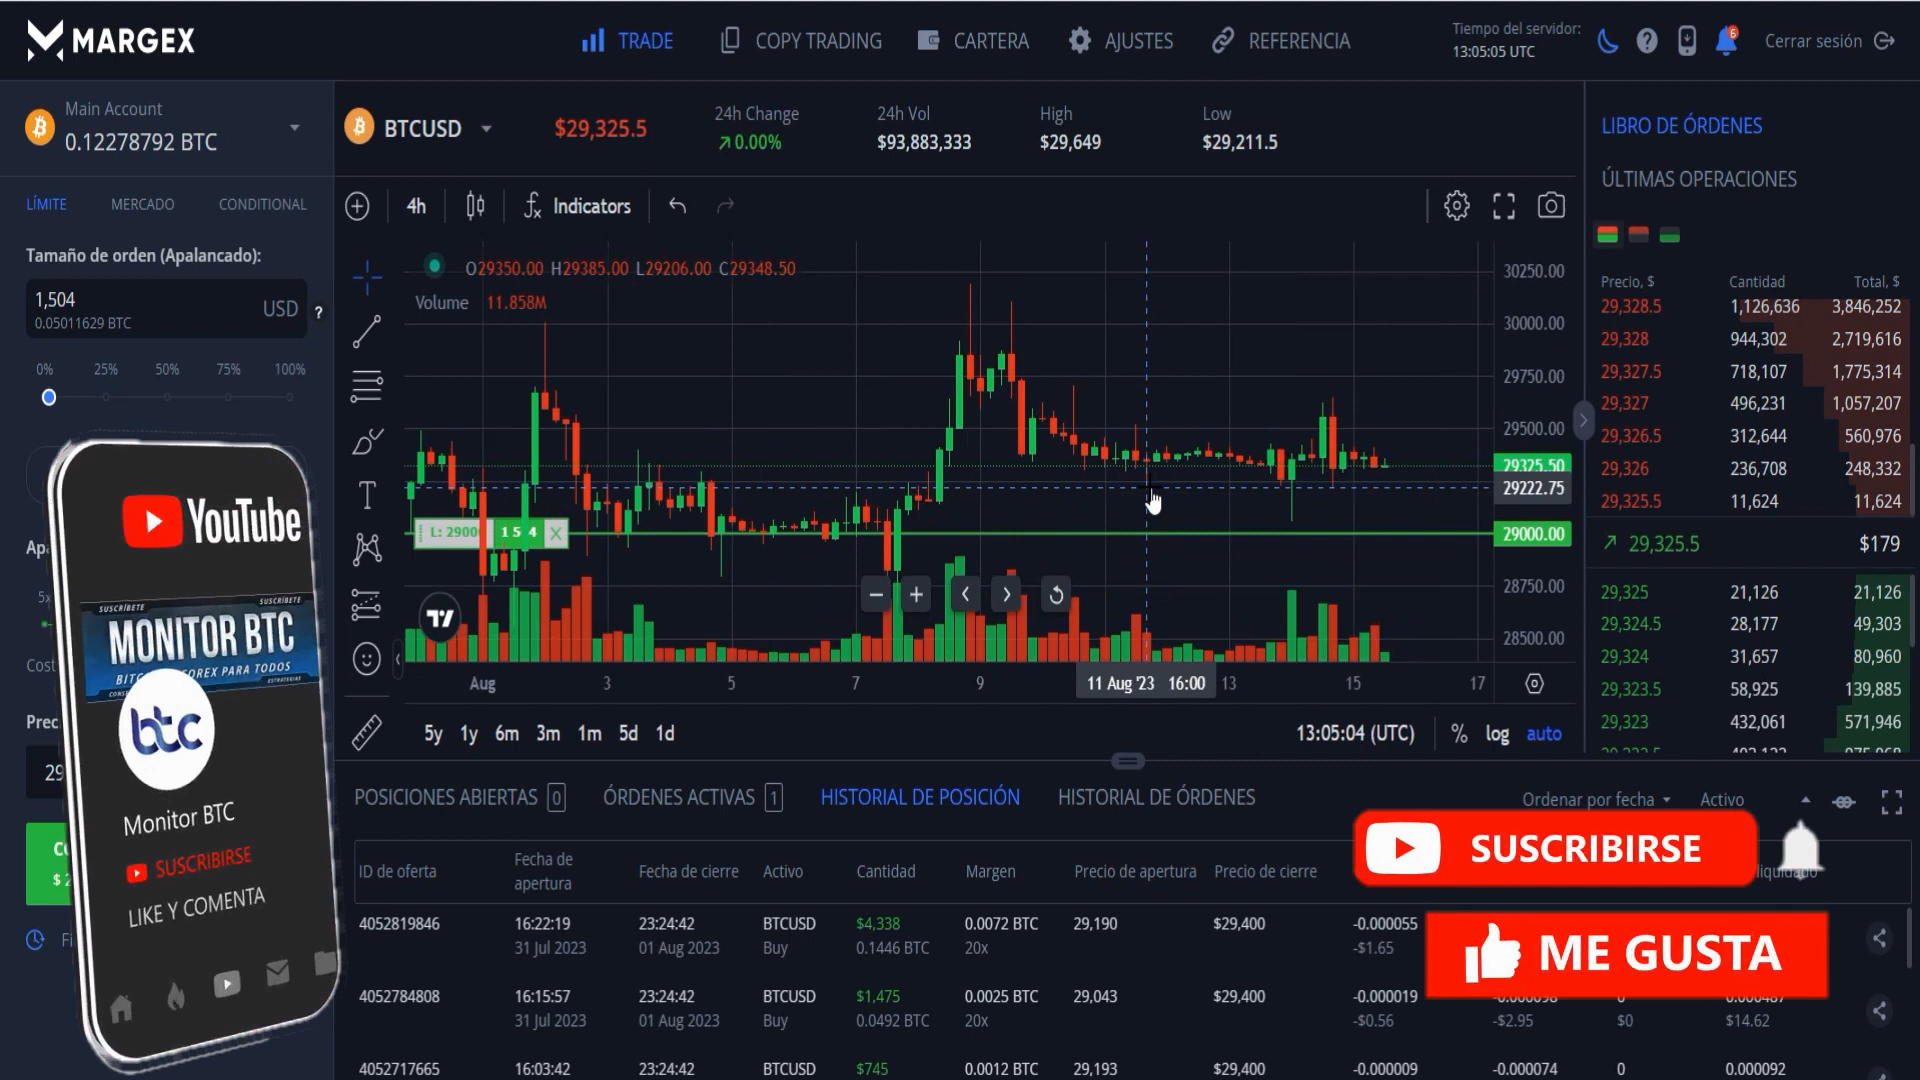 MARGEX
TRADE
COPY TRADING
CARTERA
AJUSTES
REFERENCIA
Tiempo del servidor:
13:05:05 UTC
6
Cerrar sesión
Main Account
0.12278792 BTC
BTCUSD
$29,325.5
24h Change
0.00%
24h Vol
$93,883,333
High
$29,649
Low
$29,211.5
LÍMITE
MERCADO
CONDITIONAL
Tamaño de orden (Apalancado):
1,504
0.05011629 BTC
USD
?
0%
25%
50%
75%
100%
4h
Indicators
O29350.00 H29385.00 L29206.00 C29348.50
Volume 11.858M
30250.00
30000.00
29750.00
29500.00
29325.50
29222.75
29000.00
28750.00
28500.00
Aug
3
5
7
9
11 Aug '23 16:00
13
15
17
5y
1y
6m
3m
1m
5d
1d
13:05:04 (UTC)
%
log
auto
LIBRO DE ÓRDENES
ÚLTIMAS OPERACIONES
Precio, $ Cantidad Total, $
29,328.5 1,126,636 3,846,252
29,328 944,302 2,719,616
29,327.5 718,107 1,775,314
29,327 496,231 1,057,207
29,326.5 312,644 560,976
29,326 236,708 248,332
29,325.5 11,624 11,624
29,325.5 $179
29,325 21,126 21,126
29,324.5 28,177 49,303
29,324 31,657 80,960
29,323.5 58,925 139,885
29,323 432,061 571,946
YouTube
SUSCRÍBETE
SUSCRÍBETE
MONITOR BTC
FOREX PARA TODOS
ESTRATEGIAS
btc
Monitor BTC
SUSCRIBIRSE
LIKE Y COMENTA
POSICIONES ABIERTAS 0
ÓRDENES ACTIVAS 1
HISTORIAL DE POSICIÓN
HISTORIAL DE ÓRDENES
Ordenar por fecha
Activo
ID de oferta
Fecha de
apertura
Fecha de cierre
Activo
Cantidad
Margen
Precio de apertura
Precio de cierre
SUSCRIBIRSE
ME GUSTA
4052819846 16:22:19 23:24:42 BTCUSD $4,338 0.0072 BTC 29,190 $29,400 -0.000055
31 Jul 2023 01 Aug 2023 Buy 0.1446 BTC 20x -$1.65
4052784808 16:15:57 23:24:42 BTCUSD $1,475 0.0025 BTC 29,043 $29,400 -0.000019
31 Jul 2023 01 Aug 2023 Buy 0.0492 BTC 20x -$0.56 -$2.95 $0 $14.62
4052717665 16:03:42 23:24:42 BTCUSD $745 0.0012 BTC 29,193 $29,400 -0.000009 -0.000074 0 0.000092